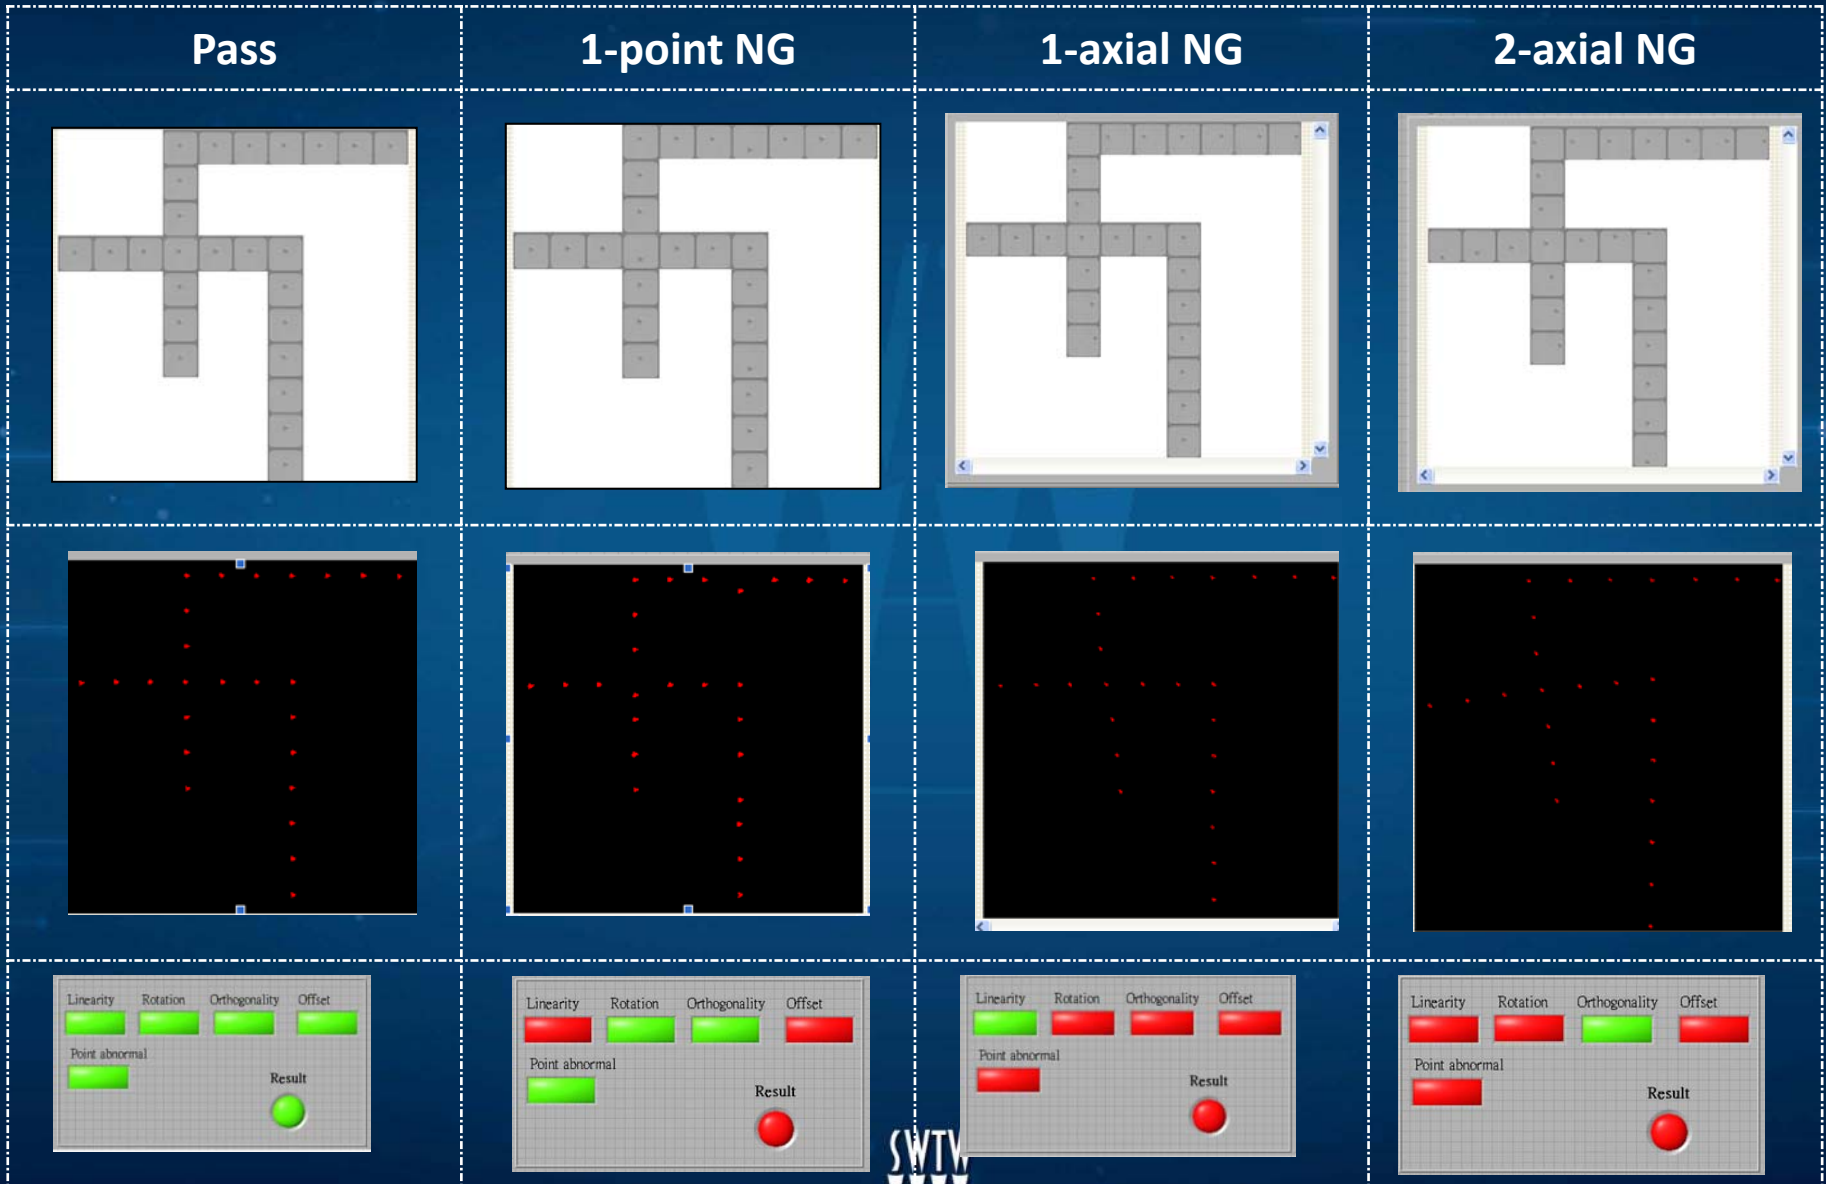 Pass 1-point NG 1-axial NG 2-axial NG
Linearity Rotation Orthogonality Offset
Point abnormal
Result
Linearity Rotation Orthogonality Offset
Point abnormal
Result
Linearity Rotation Orthogonality Offset
Point abnormal
Result
Linearity Rotation Orthogonality Offset
Point abnormal
Result
SWTW